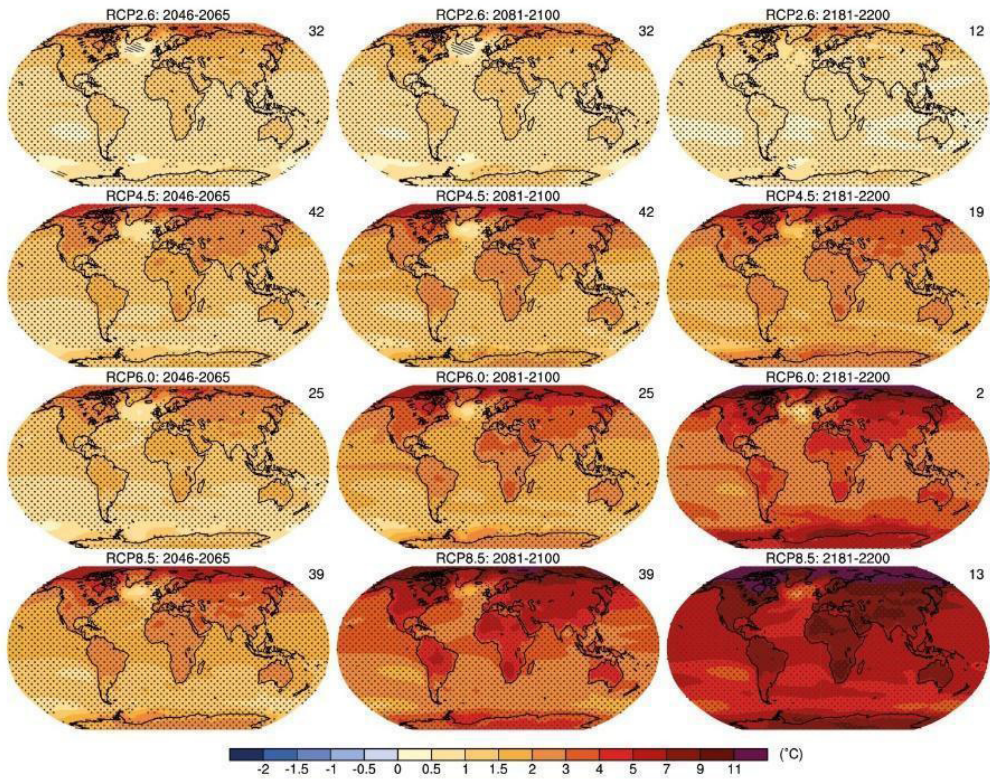 RCP2.6: 2046-2065 RCP2.6: 2081-2100 RCP2.6: 2181-2200
32 32 12
RCP4.5: 2046-2065 RCP4.5: 2081-2100 RCP4.5: 2181-2200
42 42 19
RCP6.0: 2046-2065 RCP6.0: 2081-2100 RCP6.0: 2181-2200
25 25 2
RCP8.5: 2046-2065 RCP8.5: 2081-2100 RCP8.5: 2181-2200
39 39 13
(°C)
-2 -1.5 -1 -0.5 0 0.5 1 1.5 2 3 4 5 7 9 11